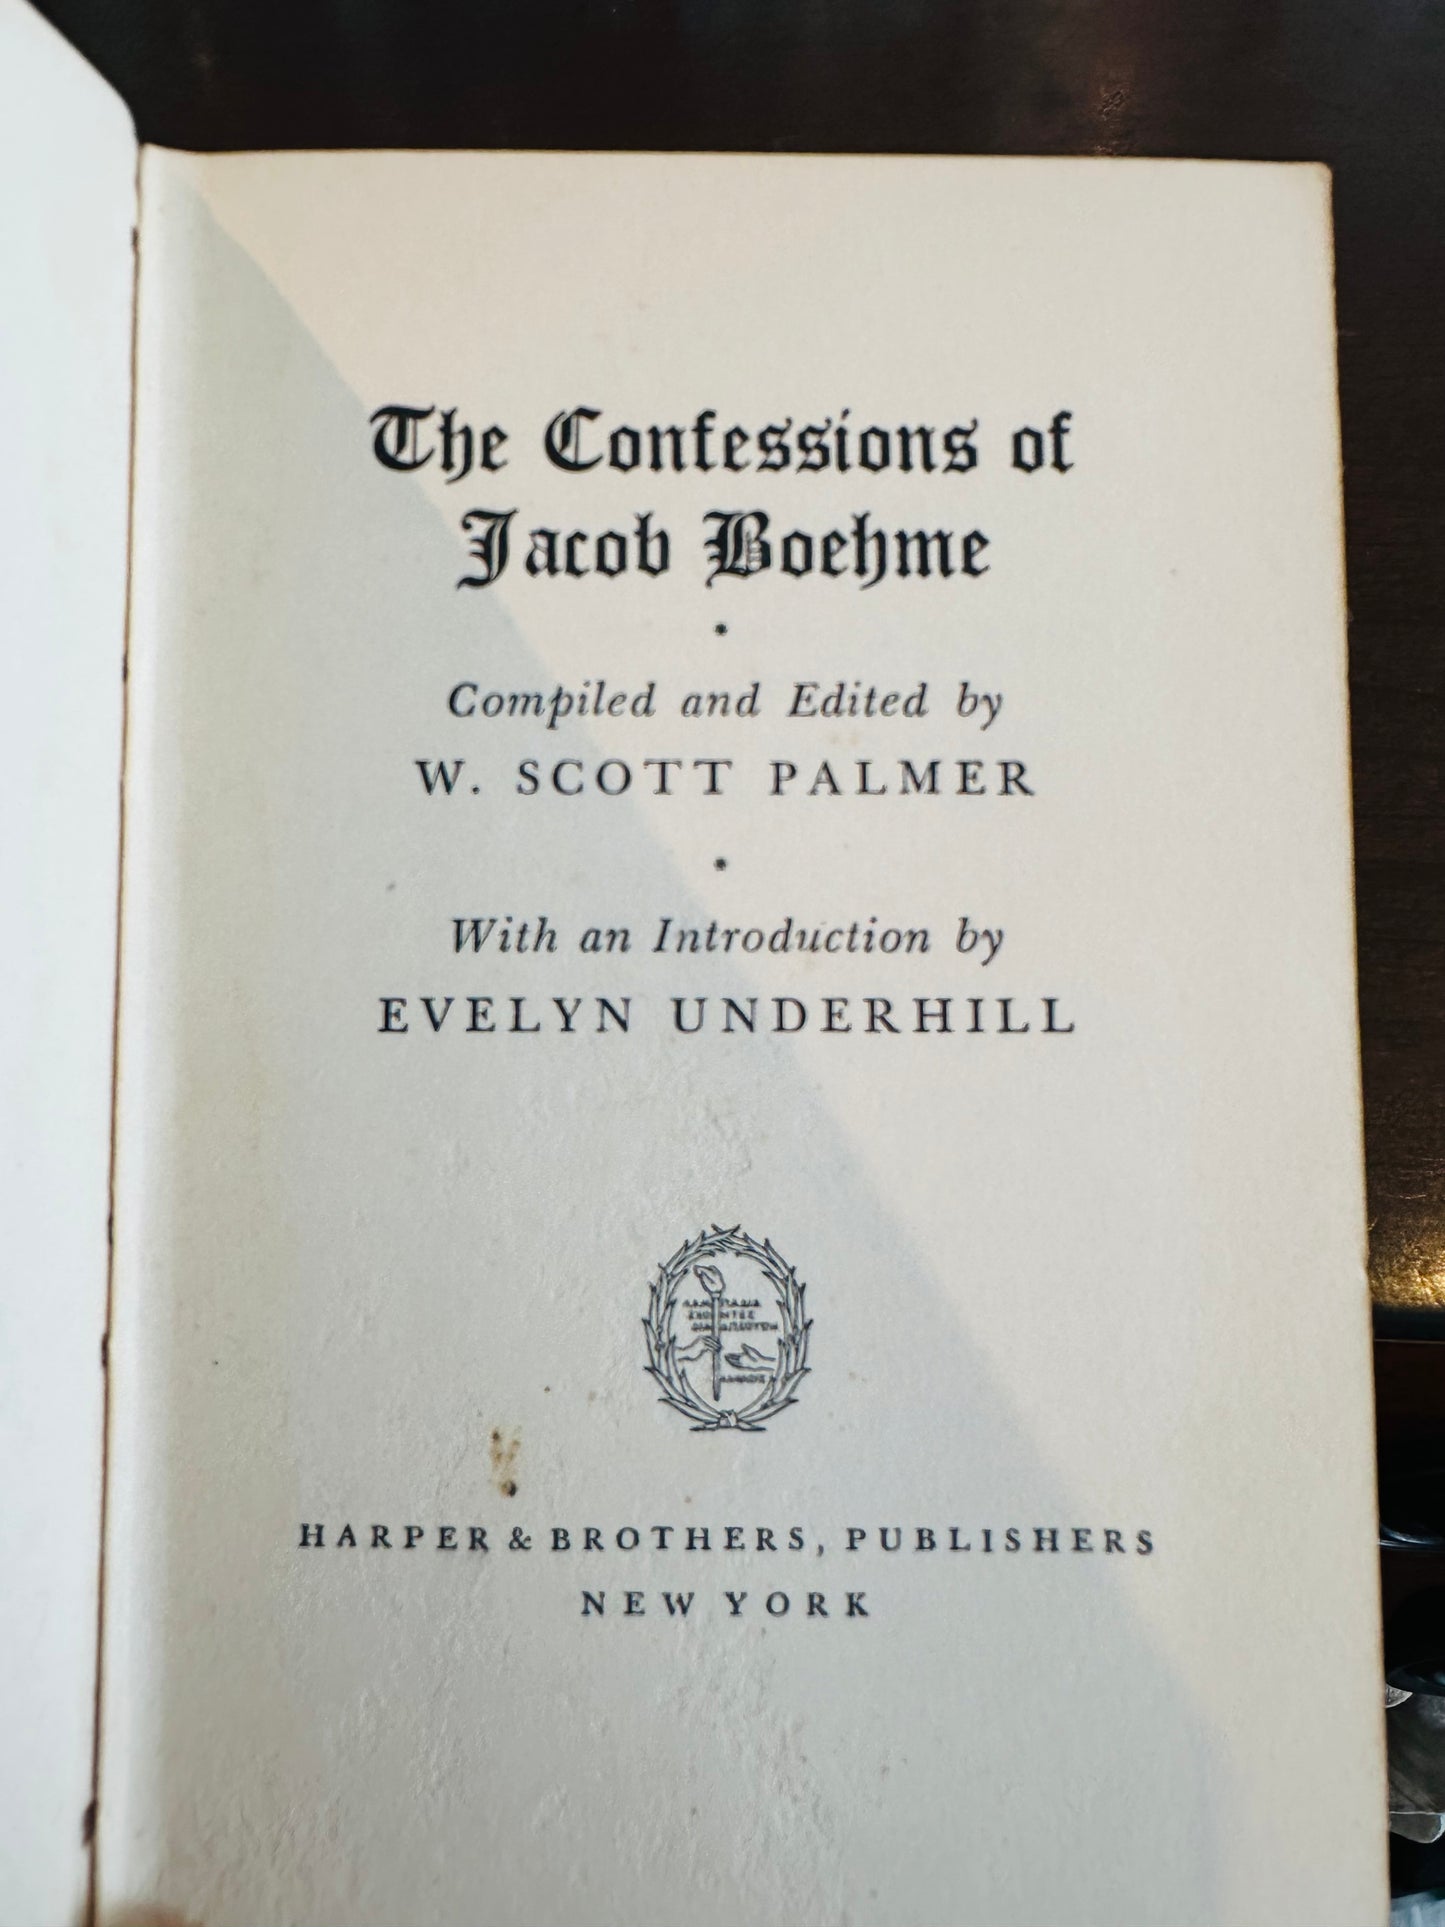 The Confessions of
Jacob Boehme
•
Compiled and Edited by
W. SCOTT PALMER
•
With an Introduction by
EVELYN UNDERHILL
HARPER & BROTHERS, PUBLISHERS
NEW YORK